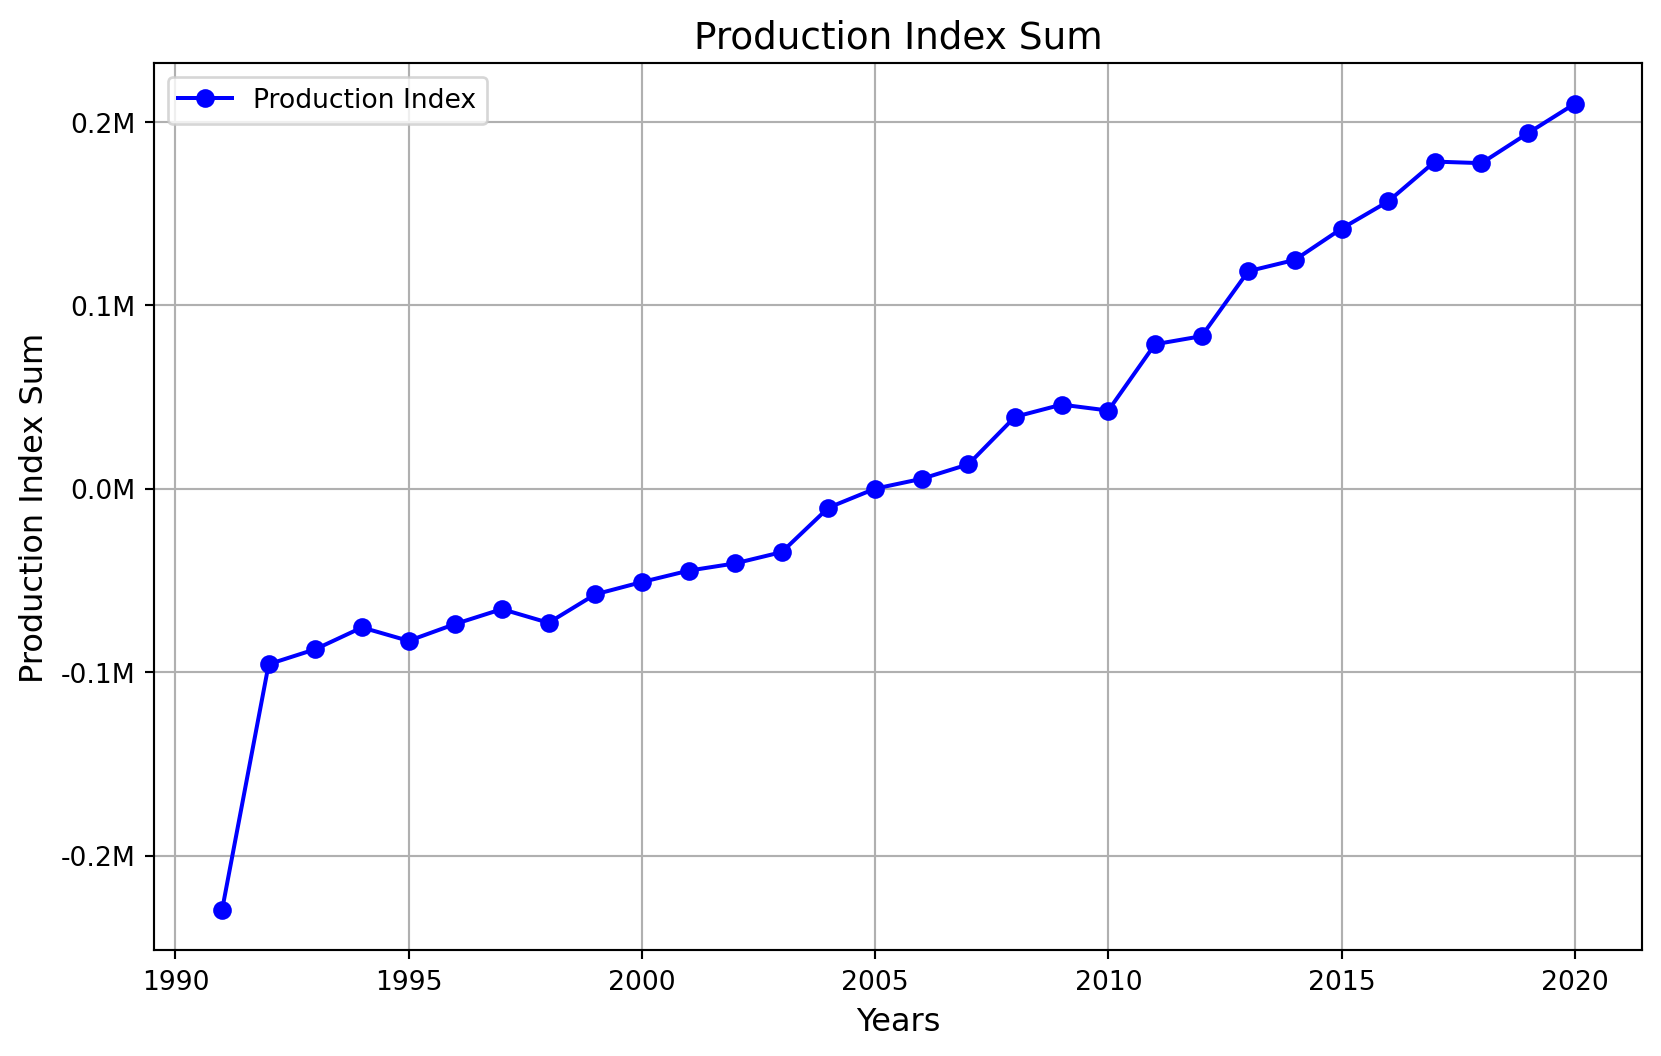 Production Index Sum
Production Index
0.2M
0.1M
0.0M
-0.1M
-0.2M
Production Index Sum
1990 1995 2000 2005 2010 2015 2020
Years